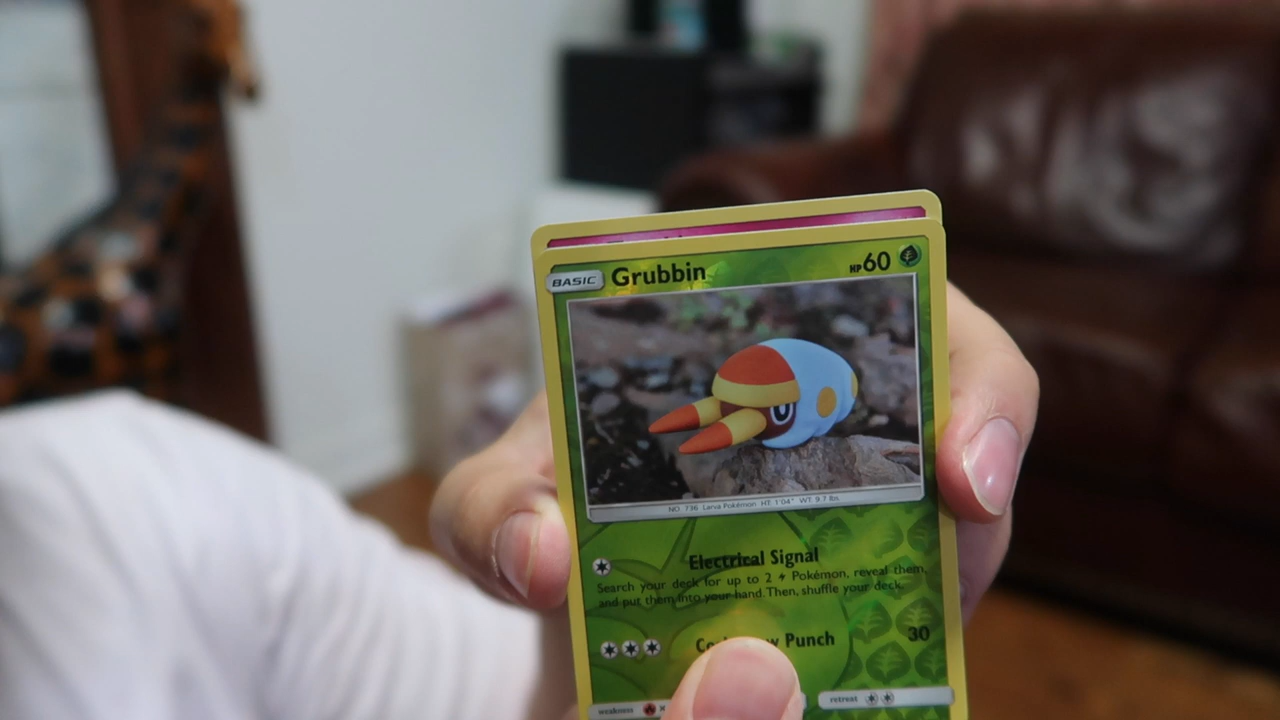 BASIC Grubbin HP60
NO. 736 Larva Pokémon HT: 1'04" WT: 9.7 lbs.
Electrical Signal
Search your deck for up to 2 Pokémon, reveal them,
and put them into your hand. Then, shuffle your deck.
Punch 30
weakness × retreat